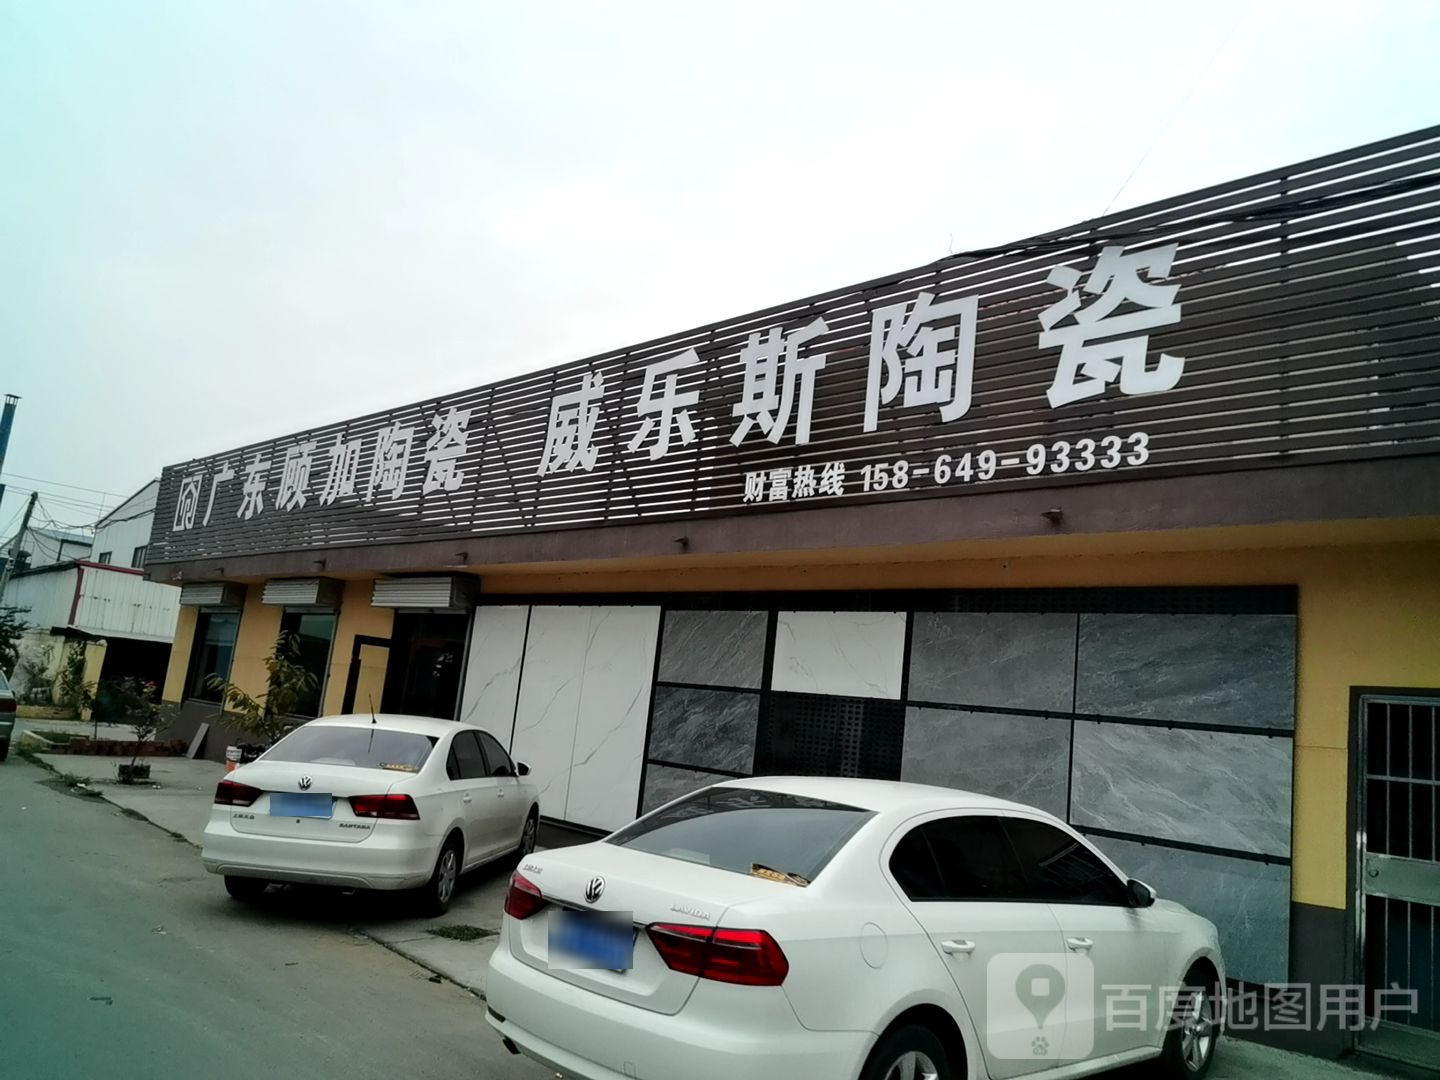 广东顾加陶瓷 威乐斯陶瓷
财富热线 158-649-93333
SANTANA
LAVIDA
百度地图用户